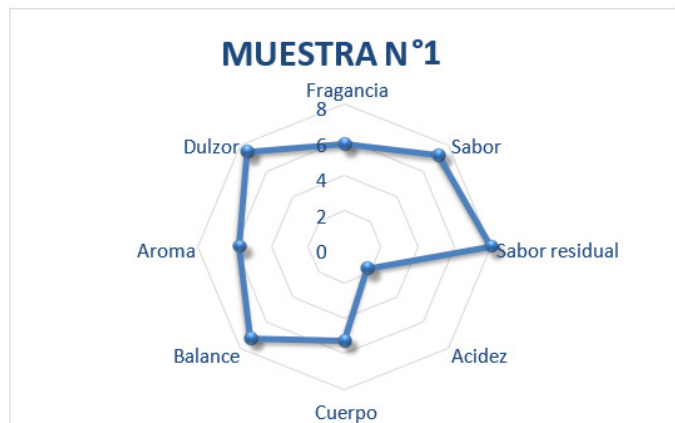 MUESTRA N°1
Fragancia
8
Dulzor
6
Sabor
4
2
Aroma
0
Sabor residual
Balance
Acidez
Cuerpo